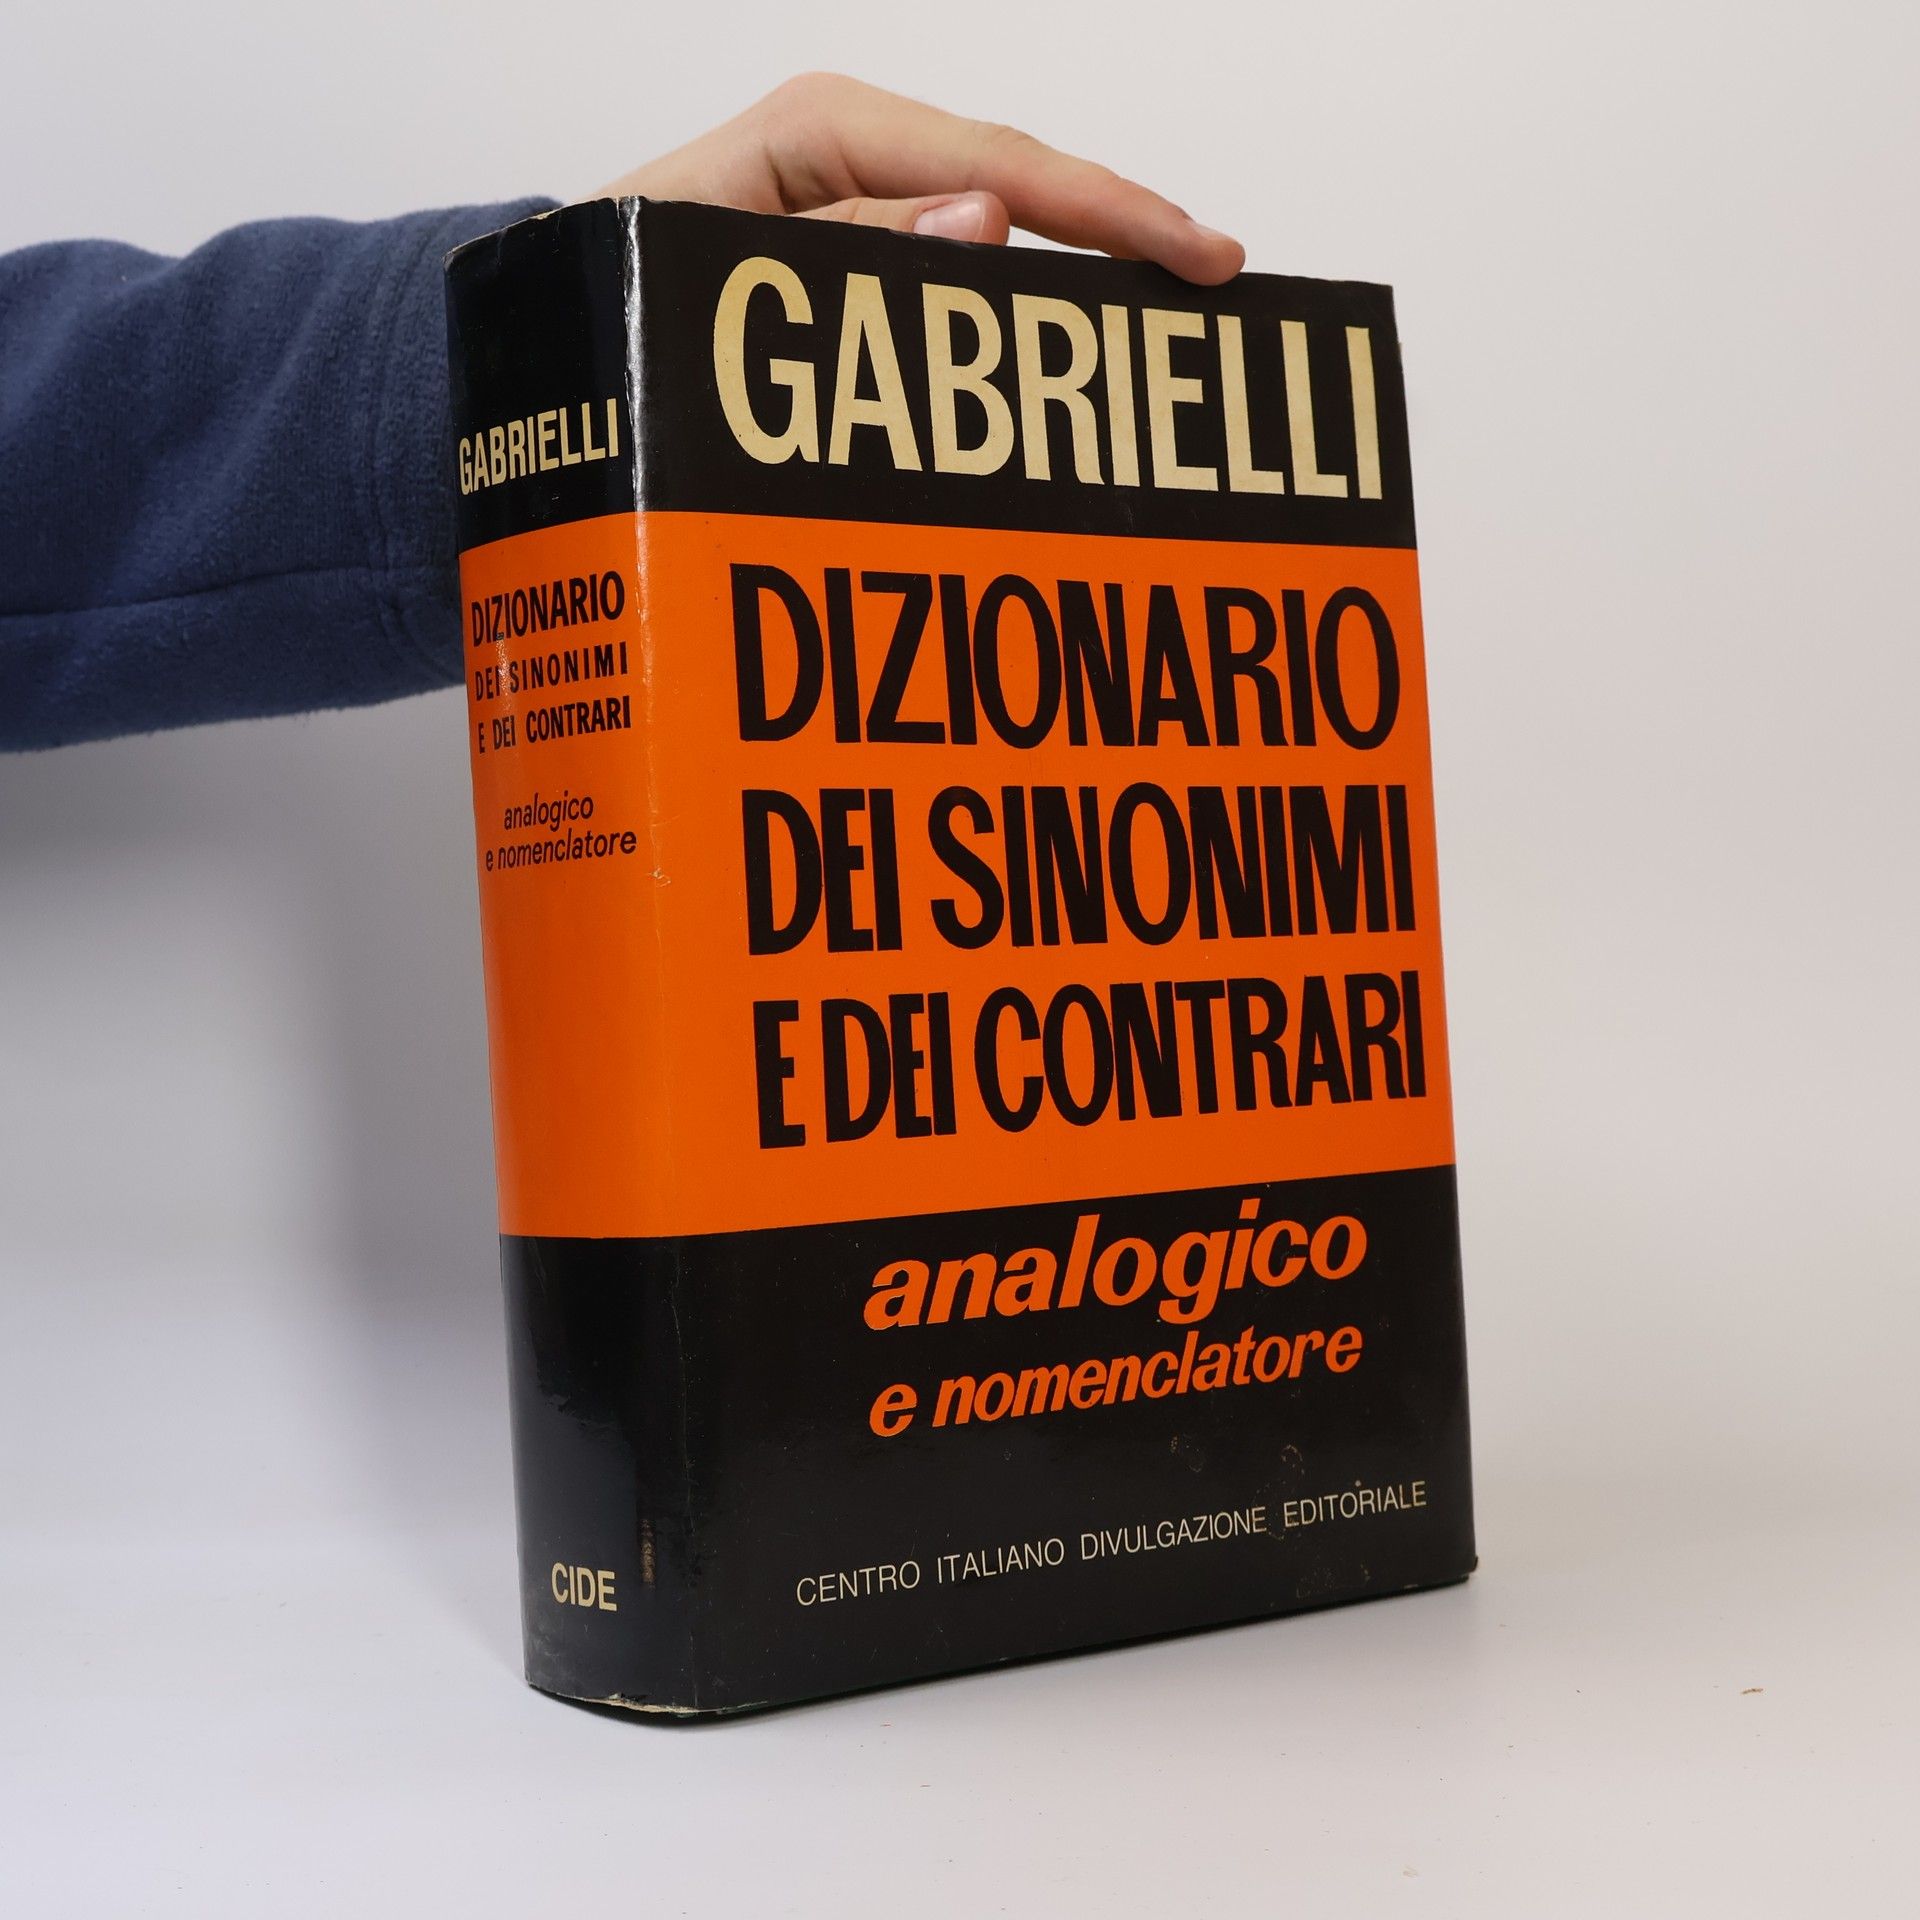 GABRIELLI
DIZIONARIO
DEI SINONIMI
E DEI CONTRARI
analogico
e nomenclatore
CIDE
GABRIELLI
DIZIONARIO
DEI SINONIMI
E DEI CONTRARI
analogico
e nomenclatore
CENTRO ITALIANO DIVULGAZIONE EDITORIALE